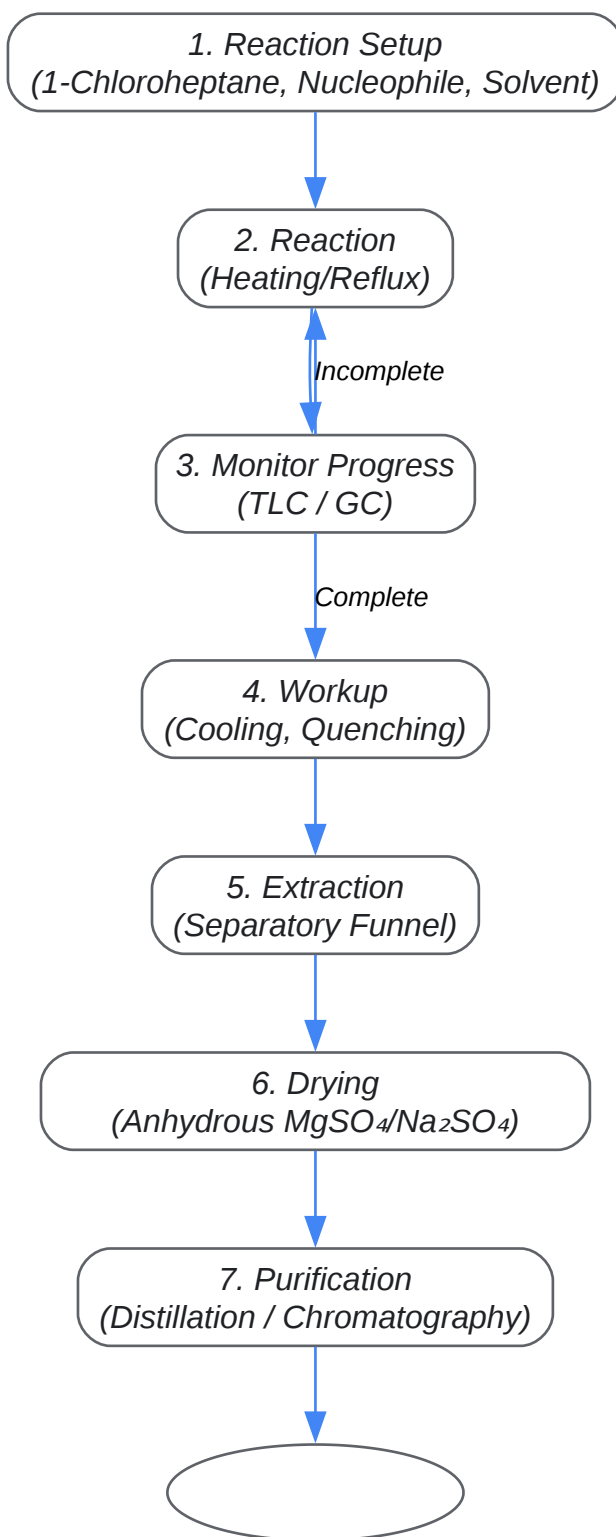 1. Reaction Setup
(1-Chloroheptane, Nucleophile, Solvent)
2. Reaction
(Heating/Reflux)
Incomplete
3. Monitor Progress
(TLC / GC)
Complete
4. Workup
(Cooling, Quenching)
5. Extraction
(Separatory Funnel)
6. Drying
(Anhydrous MgSO₄/Na₂SO₄)
7. Purification
(Distillation / Chromatography)